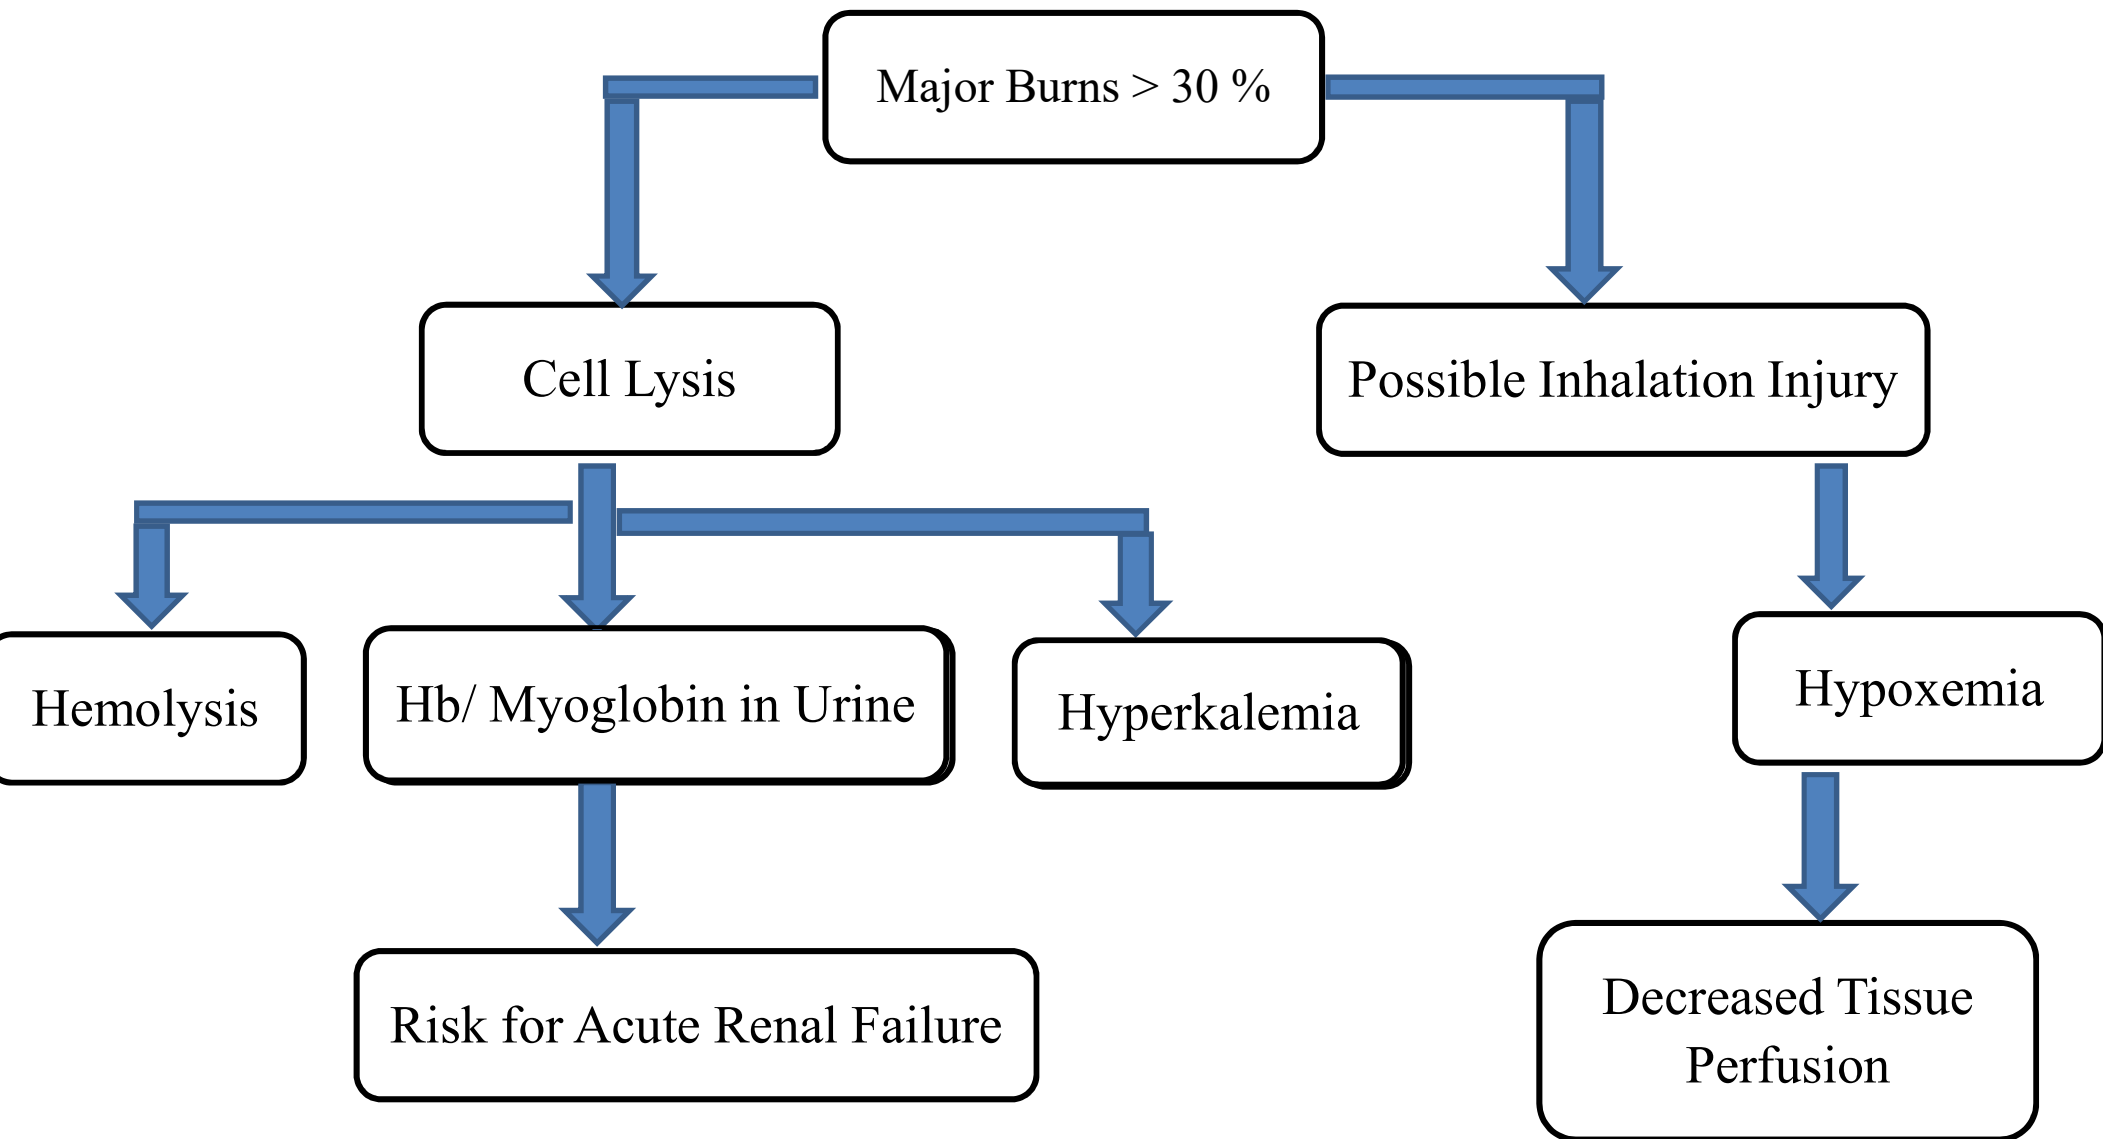 Major Burns > 30 %
Cell Lysis
Possible Inhalation Injury
Hemolysis
Hb/ Myoglobin in Urine
Hyperkalemia
Hypoxemia
Risk for Acute Renal Failure
Decreased Tissue
Perfusion